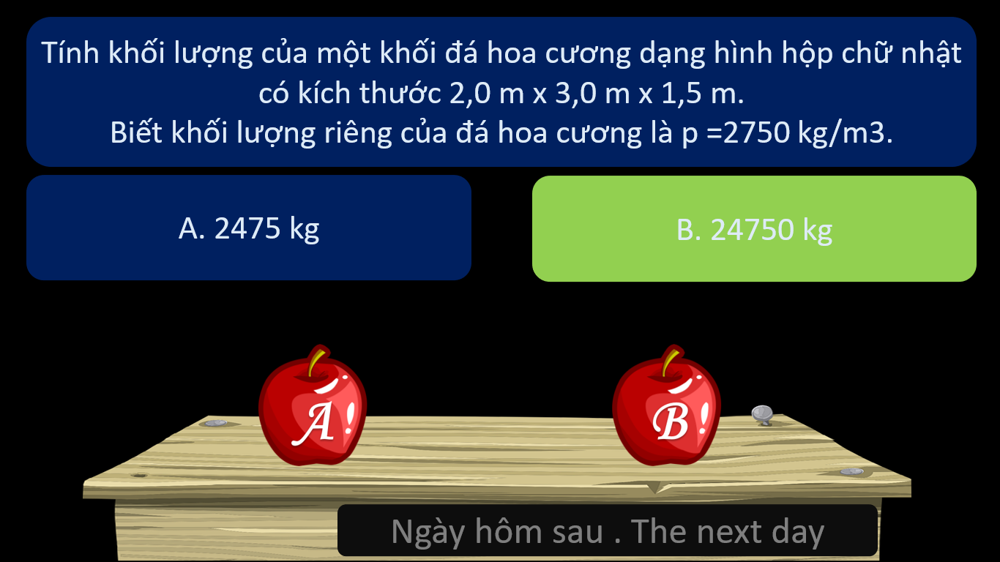 Tính khối lượng của một khối đá hoa cương dạng hình hộp chữ nhật
có kích thước 2,0 m x 3,0 m x 1,5 m.
Biết khối lượng riêng của đá hoa cương là p =2750 kg/m3.
A. 2475 kg
B. 24750 kg
A
B
Ngày hôm sau . The next day